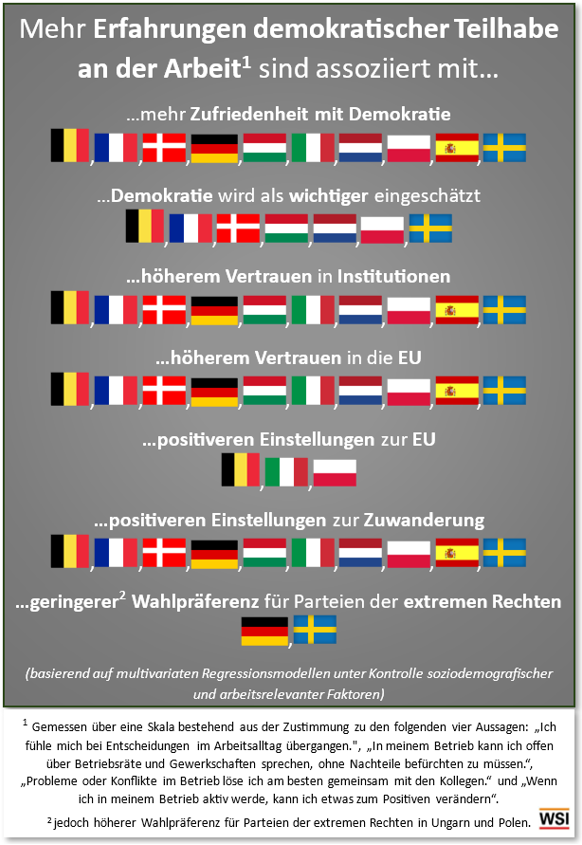 Mehr Erfahrungen demokratischer Teilhabe
an der Arbeit¹ sind assoziiert mit...
...mehr Zufriedenheit mit Demokratie
...Demokratie wird als wichtiger eingeschätzt
...höherem Vertrauen in Institutionen
...höherem Vertrauen in die EU
...positiveren Einstellungen zur EU
...positiveren Einstellungen zur Zuwanderung
...geringerer² Wahlpräferenz für Parteien der extremen Rechten
(basierend auf multivariaten Regressionsmodellen unter Kontrolle soziodemografischer
und arbeitsrelevanter Faktoren)
¹ Gemessen über eine Skala bestehend aus der Zustimmung zu den folgenden vier Aussagen: „Ich
fühle mich bei Entscheidungen im Arbeitsalltag übergangen.", „In meinem Betrieb kann ich offen
über Betriebsräte und Gewerkschaften sprechen, ohne Nachteile befürchten zu müssen.“,
„Probleme oder Konflikte im Betrieb löse ich am besten gemeinsam mit den Kollegen.“ und „Wenn
ich in meinem Betrieb aktiv werde, kann ich etwas zum Positiven verändern“.
² jedoch höherer Wahlpräferenz für Parteien der extremen Rechten in Ungarn und Polen.
WSI